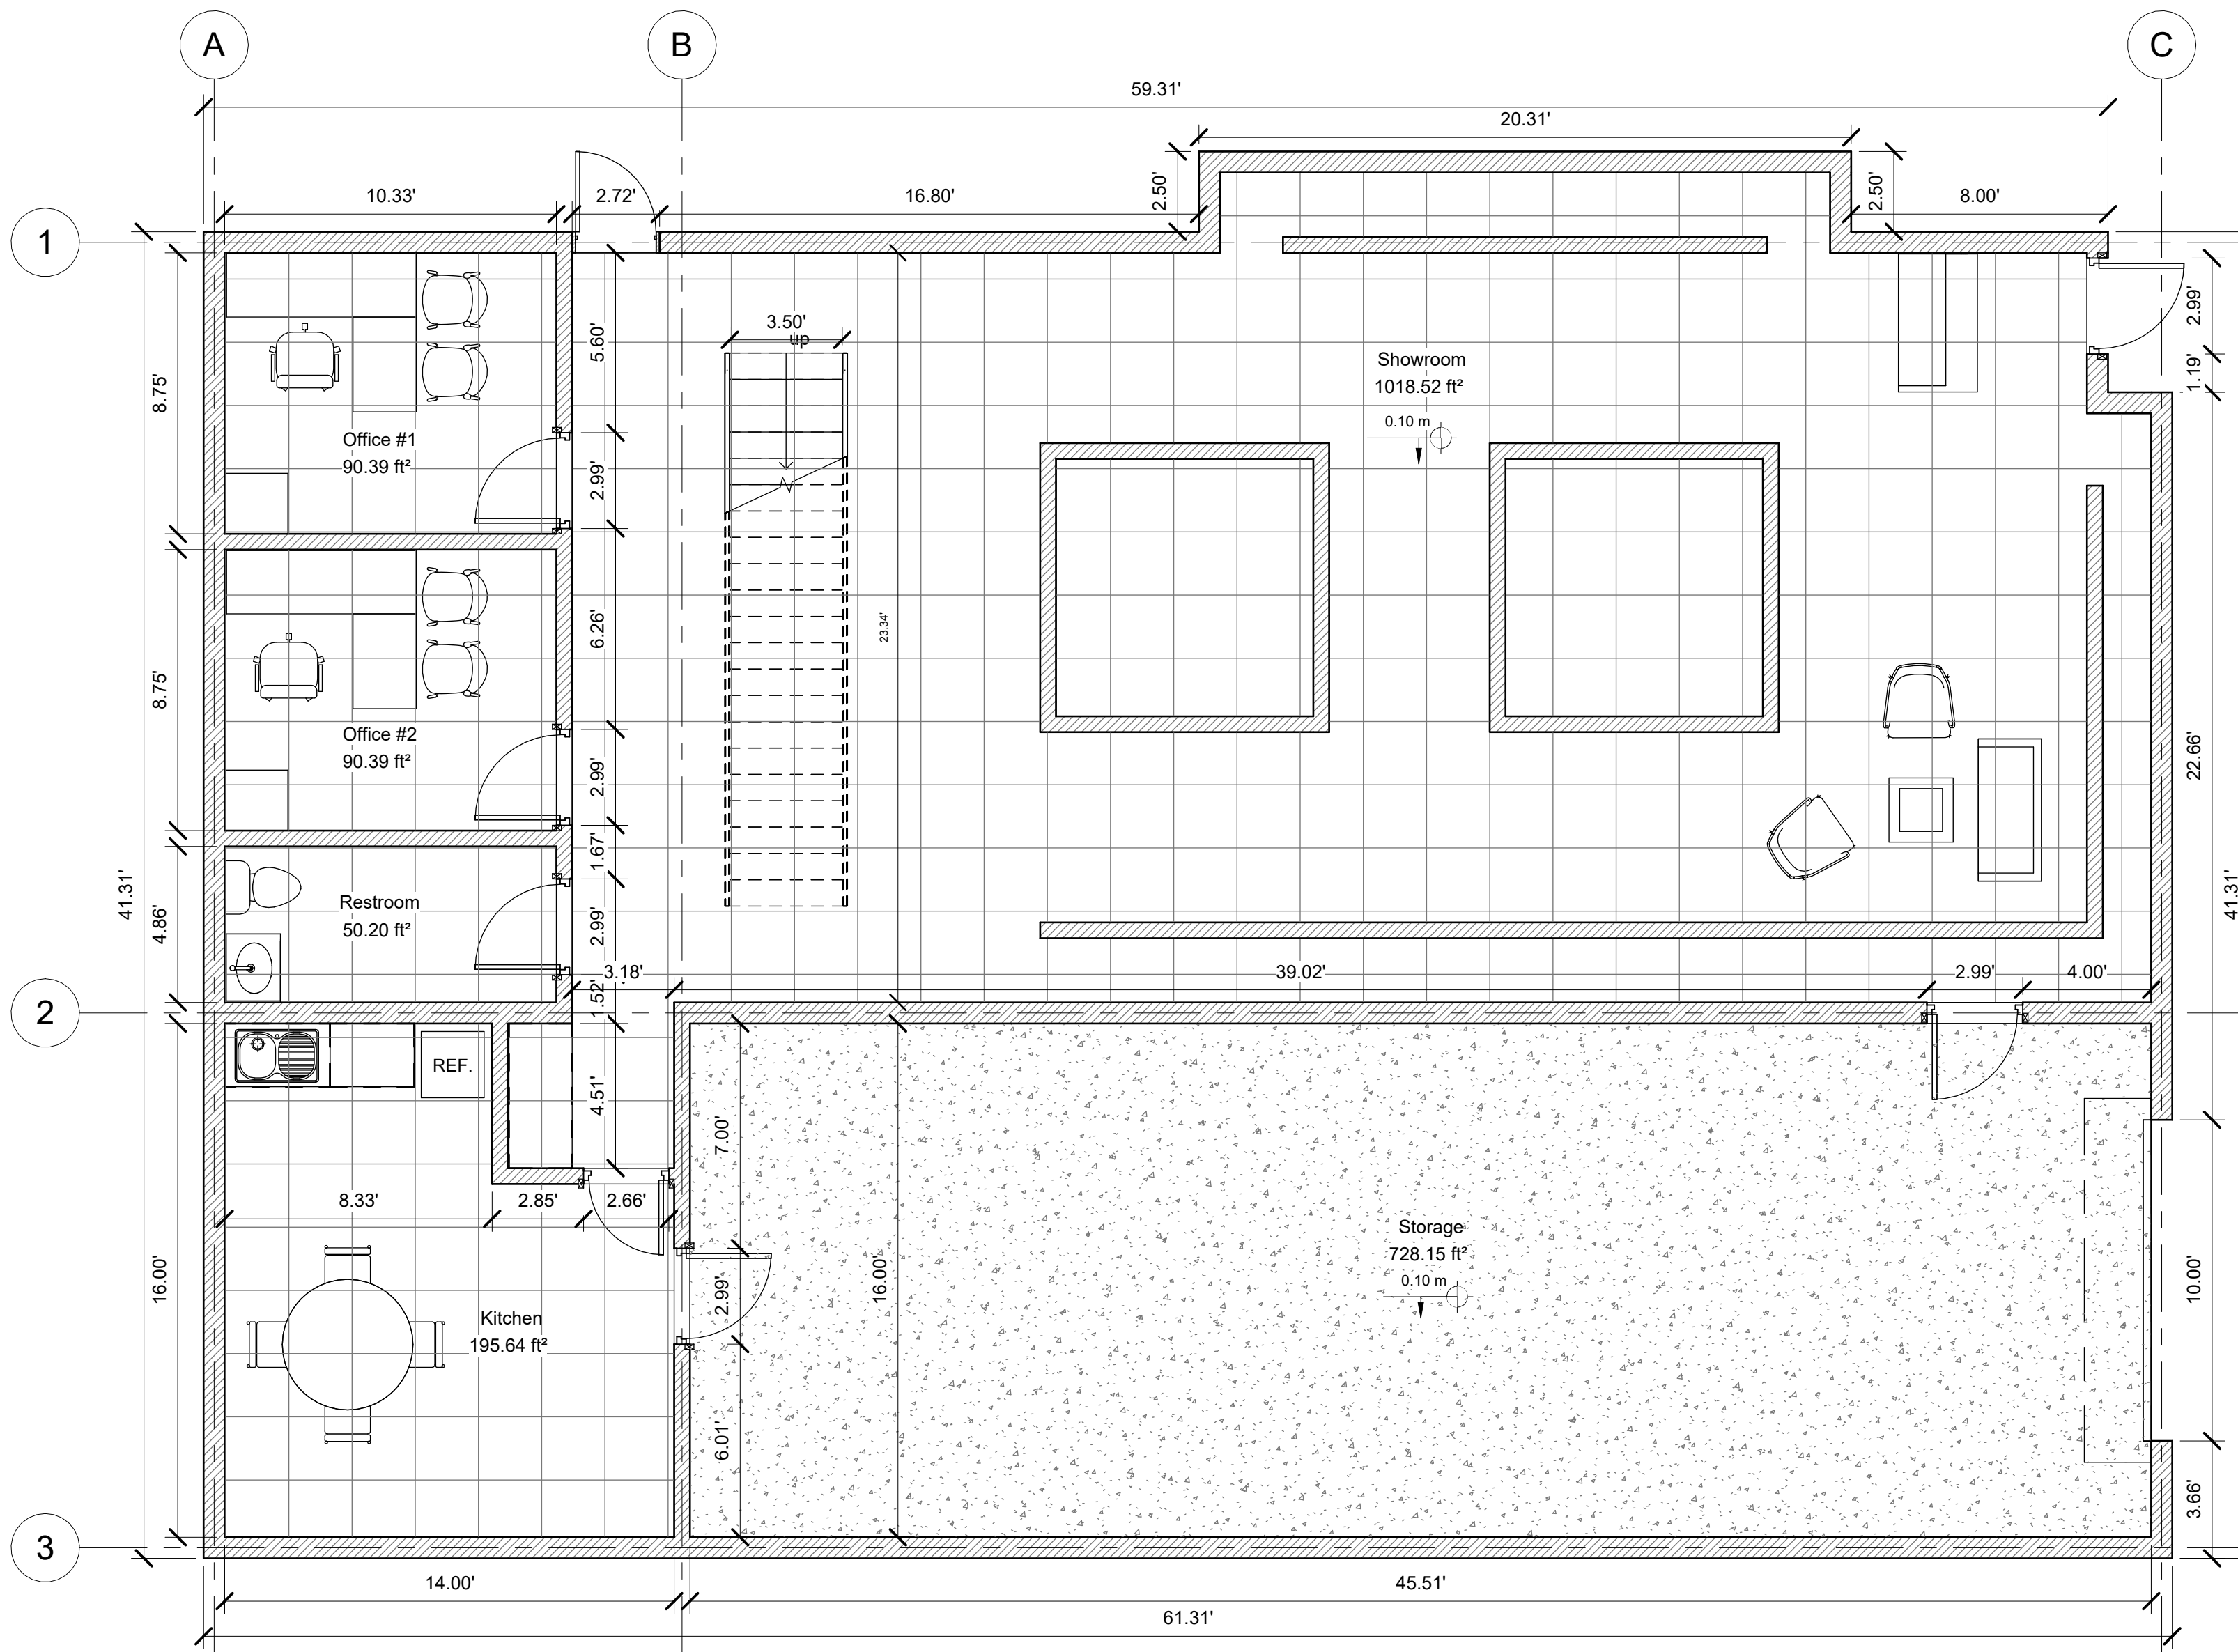 A
B
C
59.31'
20.31'
10.33'
2.72'
16.80'
2.50'
2.50'
8.00'
1
3.50'
up
5.60'
2.99'
1.19'
8.75'
Showroom
1018.52 ft²
0.10 m
Office #1
90.39 ft²
2.99'
6.26'
23.34'
8.75'
Office #2
90.39 ft²
2.99'
22.66'
1.67'
41.31'
4.86'
Restroom
50.20 ft²
2.99'
41.31'
3.18'
39.02'
2.99'
4.00'
1.52'
2
REF.
4.51'
7.00'
8.33'
2.85'
2.66'
16.00'
2.99'
16.00'
Storage
728.15 ft²
0.10 m
10.00'
Kitchen
195.64 ft²
6.01'
3.66'
3
14.00'
45.51'
61.31'